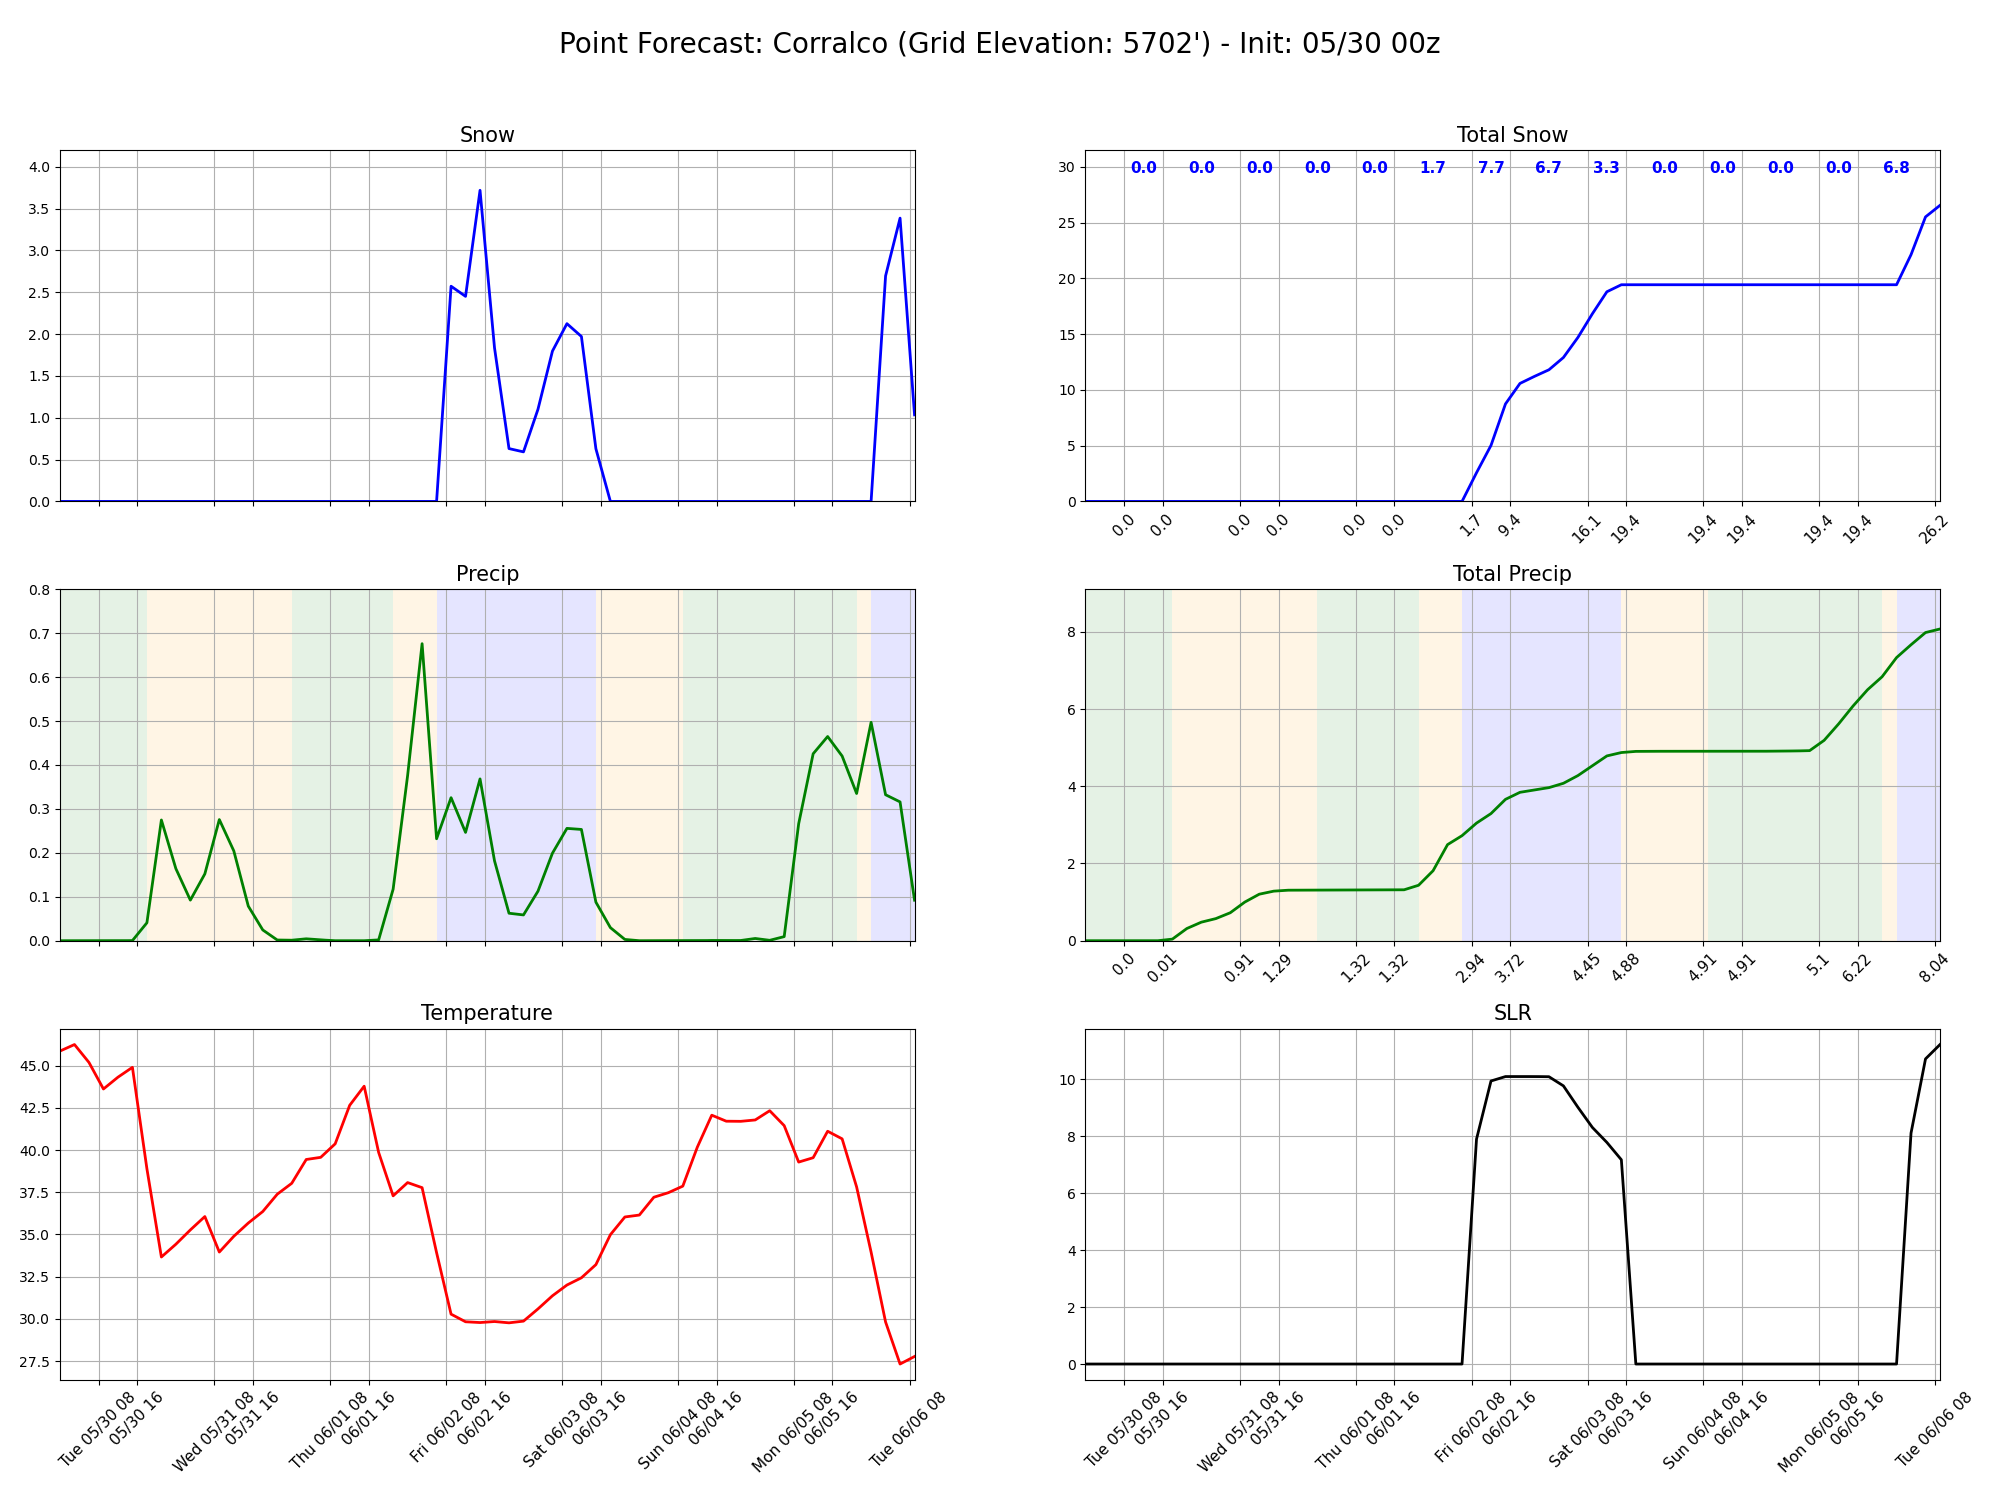 Point Forecast: Corralco (Grid Elevation: 5702') - Init: 05/30 00z
Snow
4.0
3.5
3.0
2.5
2.0
1.5
1.0
0.5
0.0
Total Snow
0.0 0.0 0.0 0.0 0.0 1.7 7.7 6.7 3.3 0.0 0.0 0.0 0.0 6.8
30
25
20
15
10
5
0
0.0 0.0 0.0 0.0 0.0 0.0 1.7 9.4 16.1 19.4 19.4 19.4 19.4 19.4 26.2
Precip
0.8
0.7
0.6
0.5
0.4
0.3
0.2
0.1
0.0
Total Precip
8
6
4
2
0
0.0 0.01 0.91 1.29 1.32 1.32 2.94 3.72 4.45 4.88 4.91 4.91 5.1 6.22 8.04
Temperature
45.0
42.5
40.0
37.5
35.0
32.5
30.0
27.5
Tue 05/30 08
05/30 16
Wed 05/31 08
05/31 16
Thu 06/01 08
06/01 16
Fri 06/02 08
06/02 16
Sat 06/03 08
06/03 16
Sun 06/04 08
06/04 16
Mon 06/05 08
06/05 16
Tue 06/06 08
SLR
10
8
6
4
2
0
Tue 05/30 08
05/30 16
Wed 05/31 08
05/31 16
Thu 06/01 08
06/01 16
Fri 06/02 08
06/02 16
Sat 06/03 08
06/03 16
Sun 06/04 08
06/04 16
Mon 06/05 08
06/05 16
Tue 06/06 08